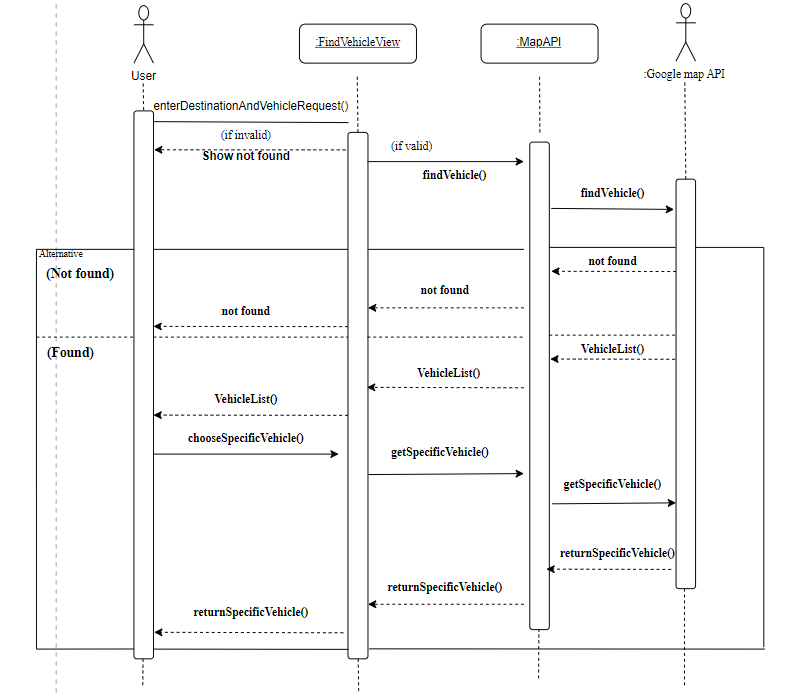 :FindVehicleView
:MapAPI
User
:Google map API
enterDestinationAndVehicleRequest()
(if invalid)
Show not found
(if valid)
findVehicle()
findVehicle()
Alternative
(Not found)
not found
not found
not found
(Found)
VehicleList()
VehicleList()
VehicleList()
chooseSpecificVehicle()
getSpecificVehicle()
getSpecificVehicle()
returnSpecificVehicle()
returnSpecificVehicle()
returnSpecificVehicle()